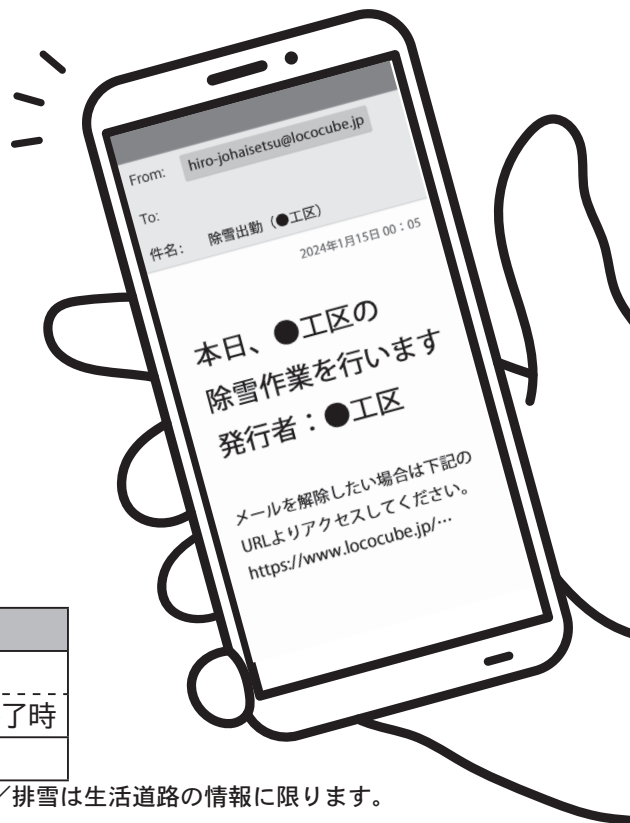 From: hiro-johaisetsu@lococube.jp
To:
件名: 除雪出動（●工区）
2024年1月15日 00：05
本日、●工区の
除雪作業を行います
発行者：●工区
メールを解除したい場合は下記の
URLよりアクセスしてください。
https://www.lococube.jp/…
了時
／排雪は生活道路の情報に限ります。